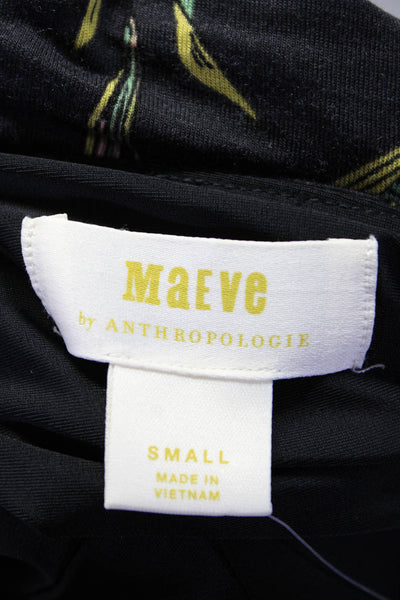 MaEve
by ANTHROPOLOGIE
SMALL
MADE IN
VIETNAM